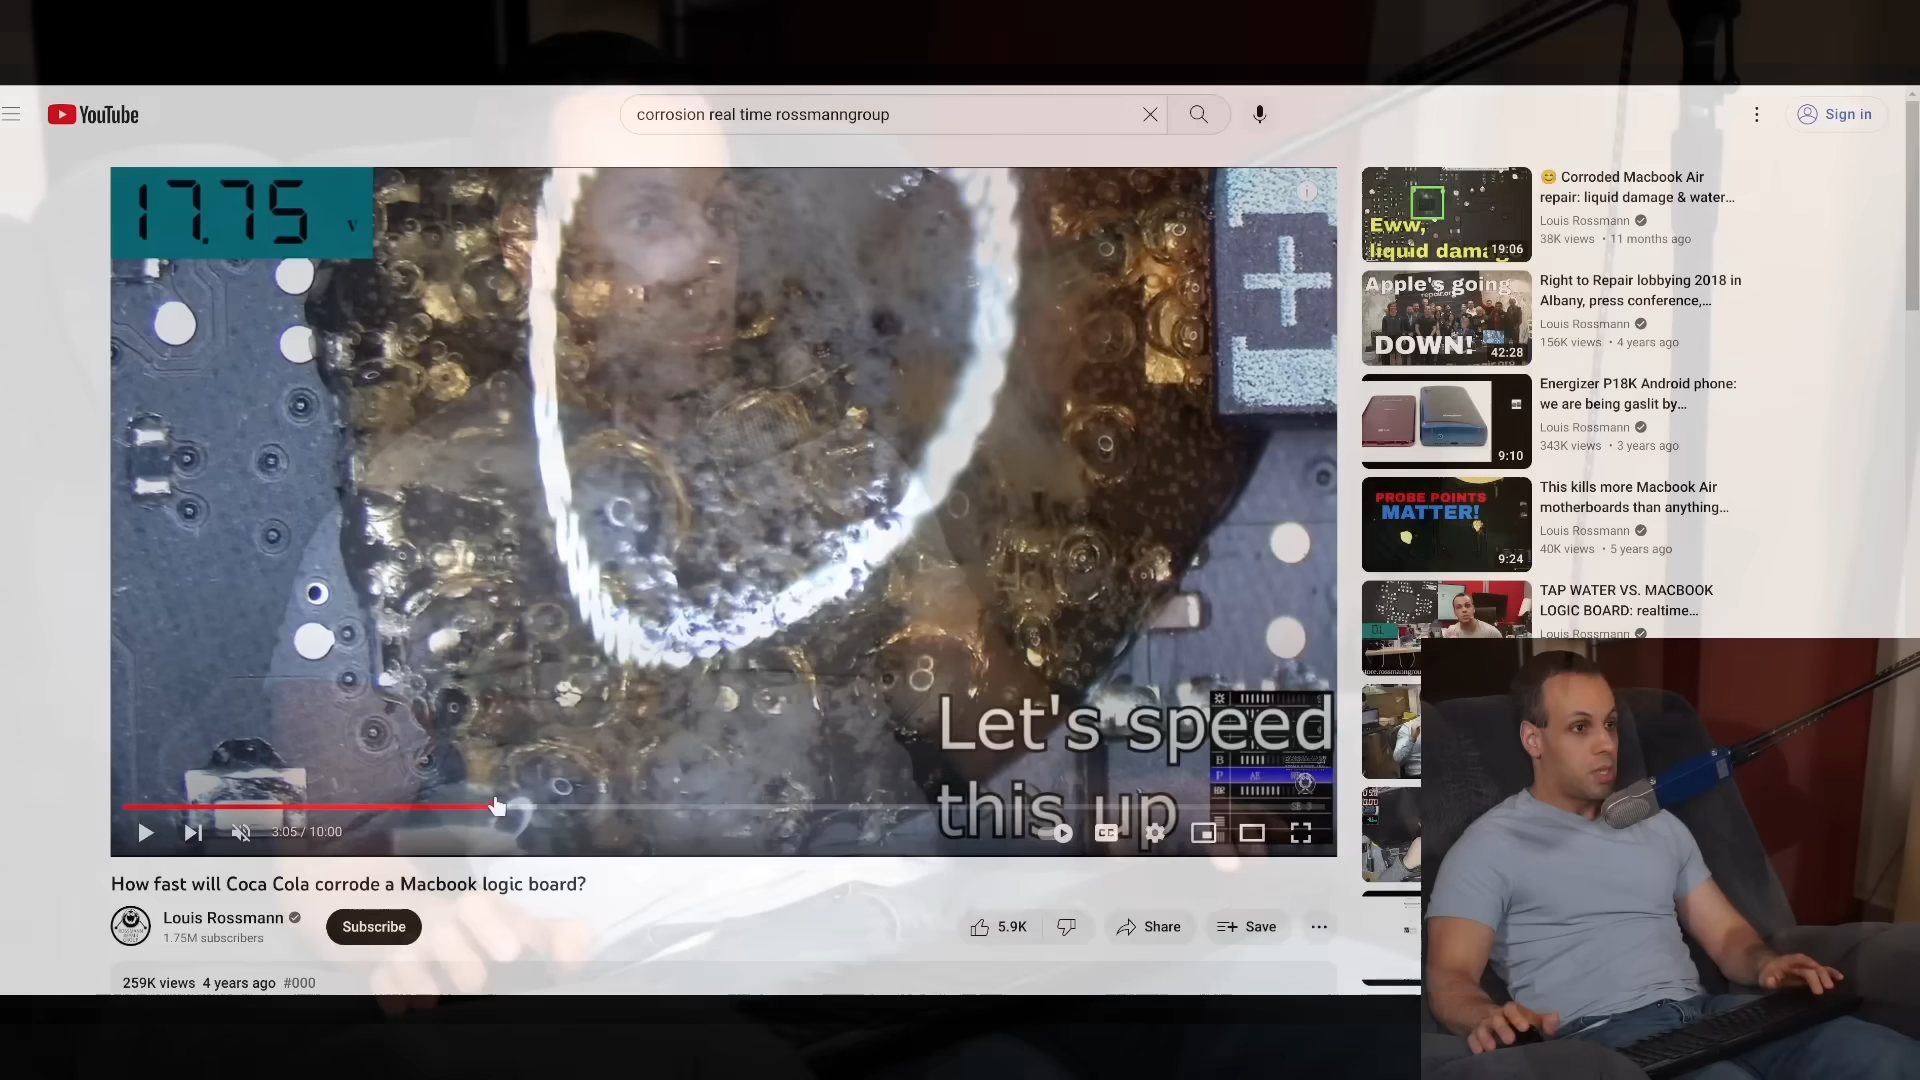 YouTube
corrosion real time rossmanngroup
Sign in
17.75 v
Let's speed
this up
3:05 / 10:00
How fast will Coca Cola corrode a Macbook logic board?
Louis Rossmann
1.75M subscribers
Subscribe
5.9K
Share
Save
259K views 4 years ago #000
Eww,
liquid dama
19:06
😊 Corroded Macbook Air
repair: liquid damage & water...
Louis Rossmann
38K views • 11 months ago
Apple's going
repair.org
DOWN!
42:28
Right to Repair lobbying 2018 in
Albany, press conference,...
Louis Rossmann
156K views • 4 years ago
9:10
Energizer P18K Android phone:
we are being gaslit by...
Louis Rossmann
343K views • 3 years ago
PROBE POINTS
MATTER!
9:24
This kills more Macbook Air
motherboards than anything...
Louis Rossmann
40K views • 5 years ago
TAP WATER VS. MACBOOK
LOGIC BOARD: realtime...
Louis Rossmann